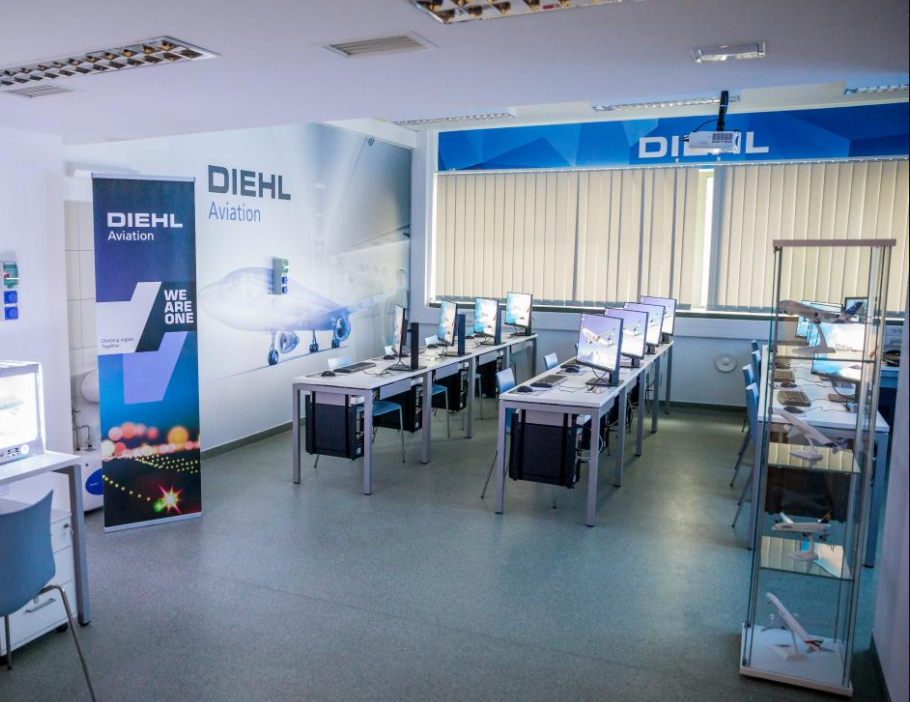 DIEHL
Aviation
DIEHL
Aviation
WE
ARE
ONE
DIEHL